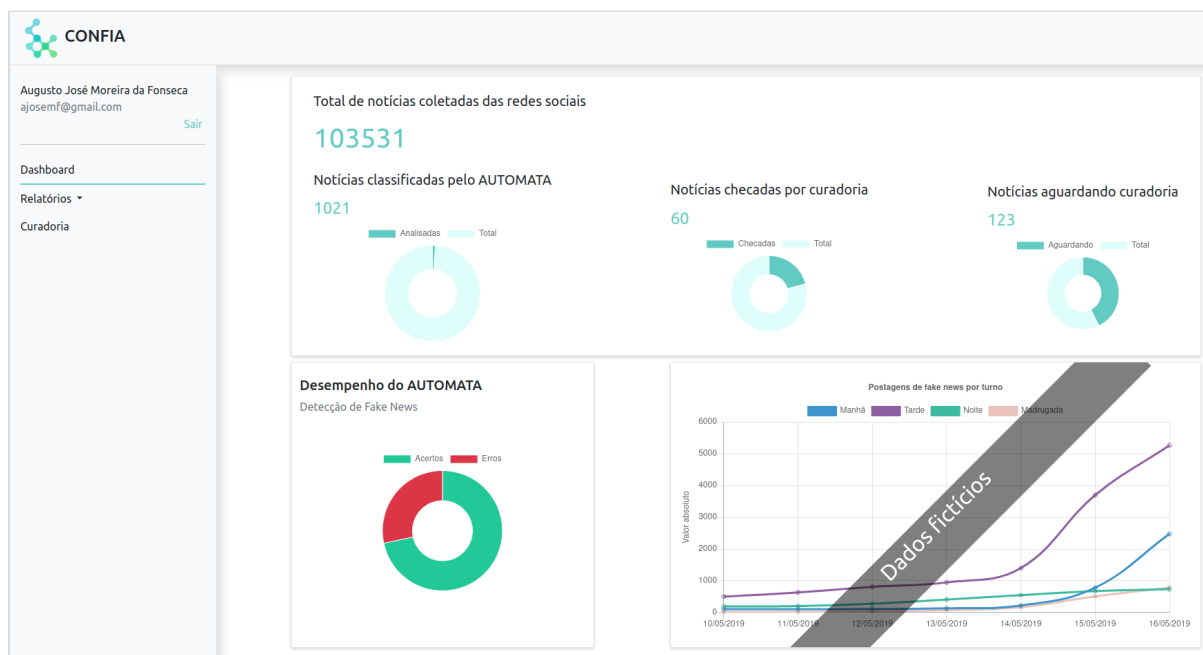 CONFIA
Augusto José Moreira da Fonseca
ajosemf@gmail.com
Sair
Dashboard
Relatórios
Curadoria
Total de notícias coletadas das redes sociais
103531
Notícias classificadas pelo AUTOMATA
1021
Analisadas Total
Notícias checadas por curadoria
60
Checadas Total
Notícias aguardando curadoria
123
Aguardando Total
Desempenho do AUTOMATA
Detecção de Fake News
Acertos Erros
Postagens de fake news por turno
Manhã Tarde Noite Madrugada
Valor absoluto
6000
5000
4000
3000
2000
1000
0
10/05/2019 11/05/2019 12/05/2019 13/05/2019 14/05/2019 15/05/2019 16/05/2019
Dados fictícios